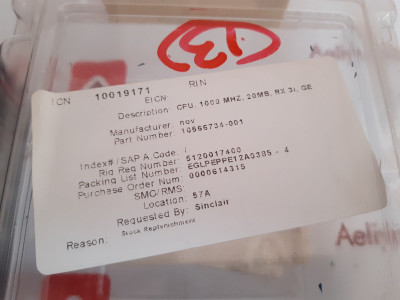 13
ICN 10019171 RIN
EICN:
Description: CPU, 1000 MHZ, 20MB, RX 3i, GE
Manufacturer: nov
Part Number: 10566734-001
Index# / SAP A.Code: /
Rig Req Number: 5120017400
Packing List Number: EGLPEPPE12A0385 - 4
Purchase Order Num: 0000614315
SMO/RMS:
Location: 57A
Requested By: Sinclair
Reason: Stock Replenishment